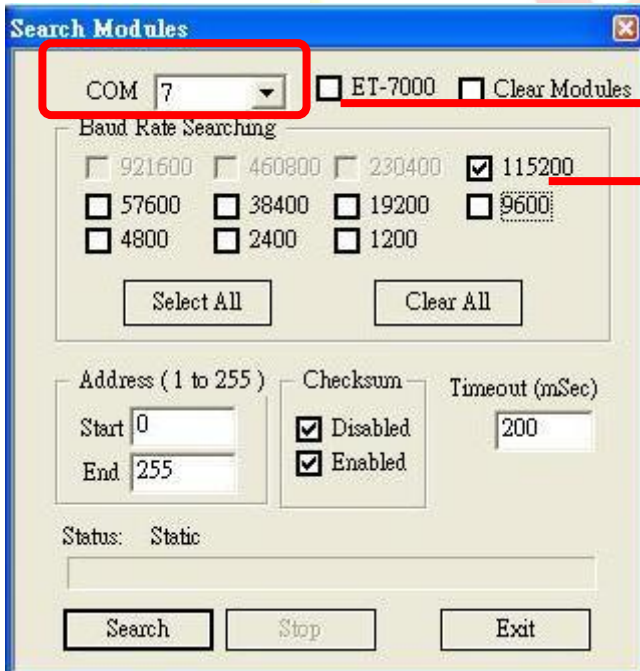 Search Modules
COM 7 ET-7000 Clear Modules
Baud Rate Searching
921600 460800 230400 115200
57600 38400 19200 9600
4800 2400 1200
Select All Clear All
Address ( 1 to 255 ) Checksum Timeout (mSec)
Start 0 Disabled 200
End 255 Enabled
Status: Static
Search Stop Exit